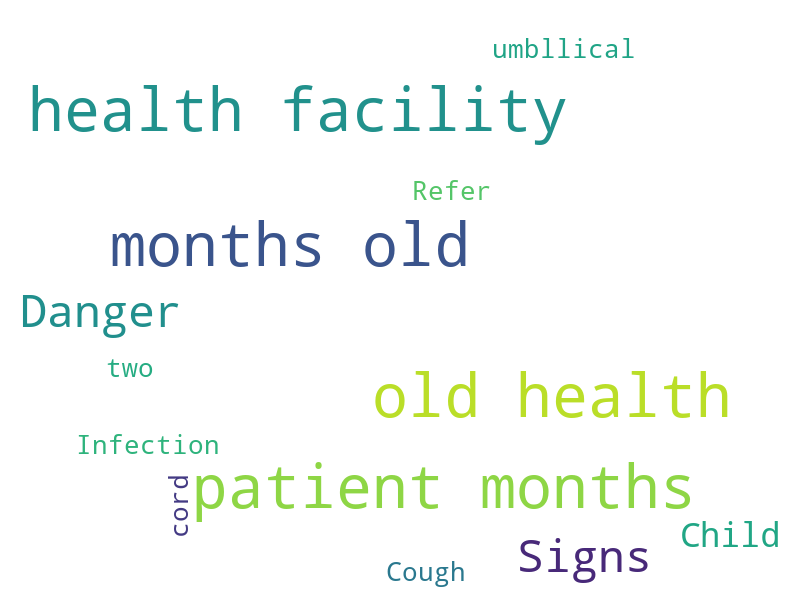 umbllical
health facility
Refer
months old
Danger
two
old health
Infection
patient months
cord
Child
Signs
Cough